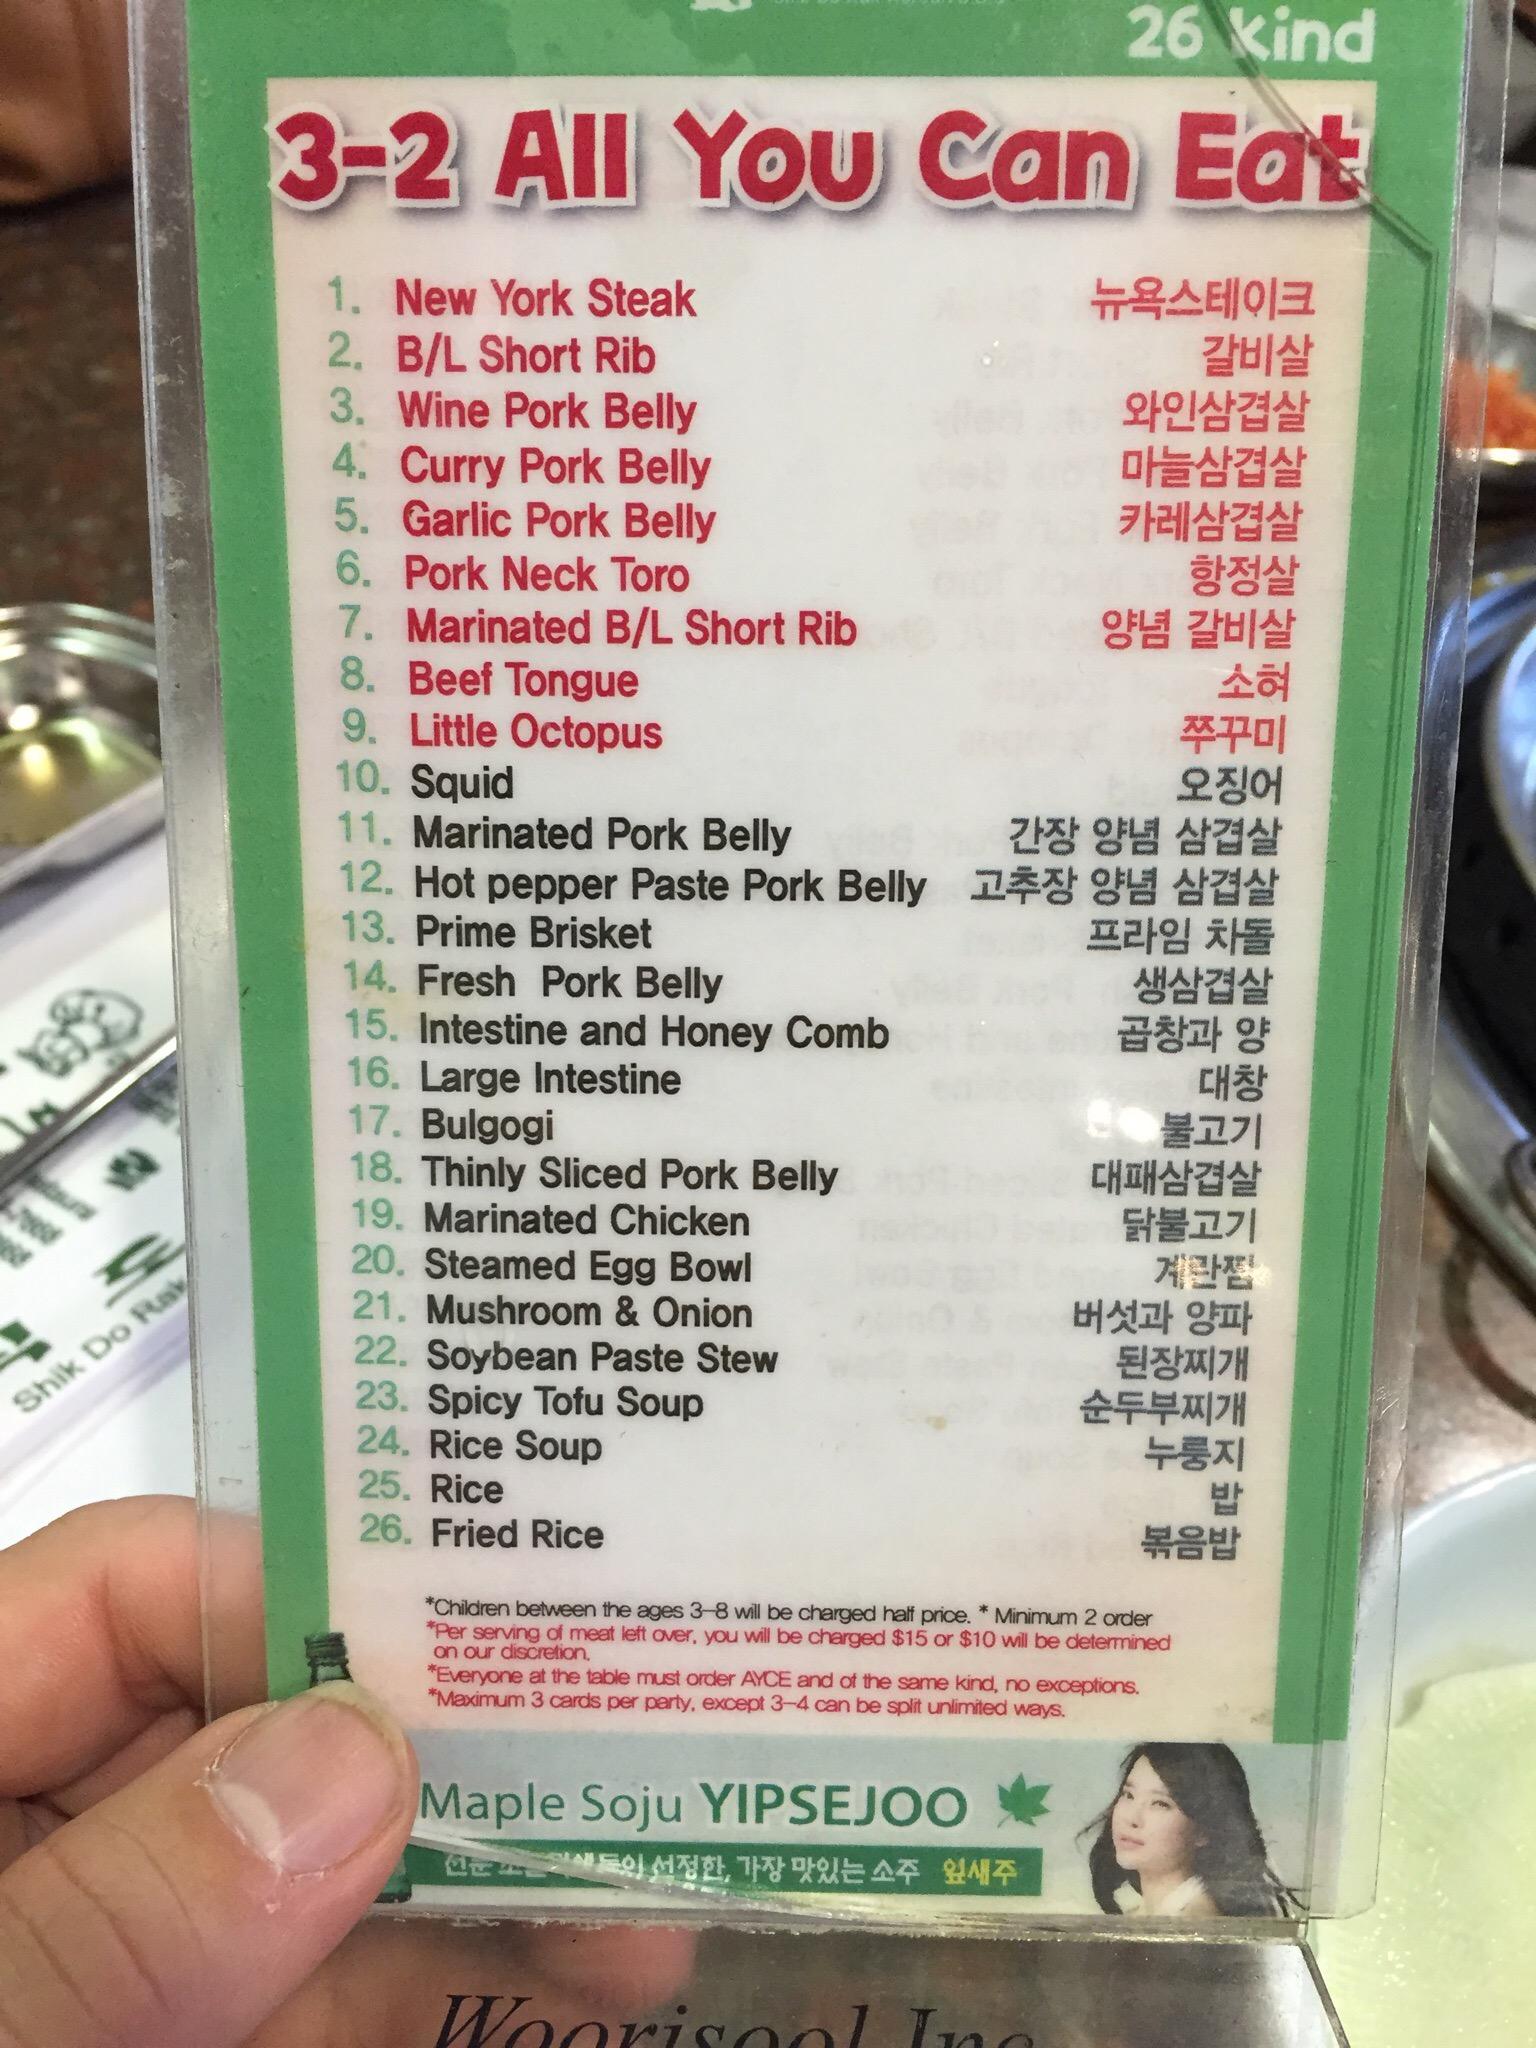 26 kind
3-2 All You Can Eat
1. New York Steak 뉴욕스테이크
2. B/L Short Rib 갈비살
3. Wine Pork Belly 와인삼겹살
4. Curry Pork Belly 마늘삼겹살
5. Garlic Pork Belly 카레삼겹살
6. Pork Neck Toro 항정살
7. Marinated B/L Short Rib 양념 갈비살
8. Beef Tongue 소혀
9. Little Octopus 쭈꾸미
10. Squid 오징어
11. Marinated Pork Belly 간장 양념 삼겹살
12. Hot pepper Paste Pork Belly 고추장 양념 삼겹살
13. Prime Brisket 프라임 차돌
14. Fresh Pork Belly 생삼겹살
15. Intestine and Honey Comb 곱창과 양
16. Large Intestine 대창
17. Bulgogi 불고기
18. Thinly Sliced Pork Belly 대패삼겹살
19. Marinated Chicken 닭불고기
20. Steamed Egg Bowl 계란찜
21. Mushroom & Onion 버섯과 양파
22. Soybean Paste Stew 된장찌개
23. Spicy Tofu Soup 순두부찌개
24. Rice Soup 누룽지
25. Rice 밥
26. Fried Rice 볶음밥
*Children between the ages 3-8 will be charged half price. * Minimum 2 order
*Per serving of meat left over, you will be charged $15 or $10 will be determined
on our discretion.
*Everyone at the table must order AYCE and of the same kind, no exceptions.
*Maximum 3 cards per party, except 3-4 can be split unlimited ways.
Maple Soju YIPSEJOO
선정한, 가장 맛있는 소주 잎새주
Woorisool Inc
Shik Do Rak